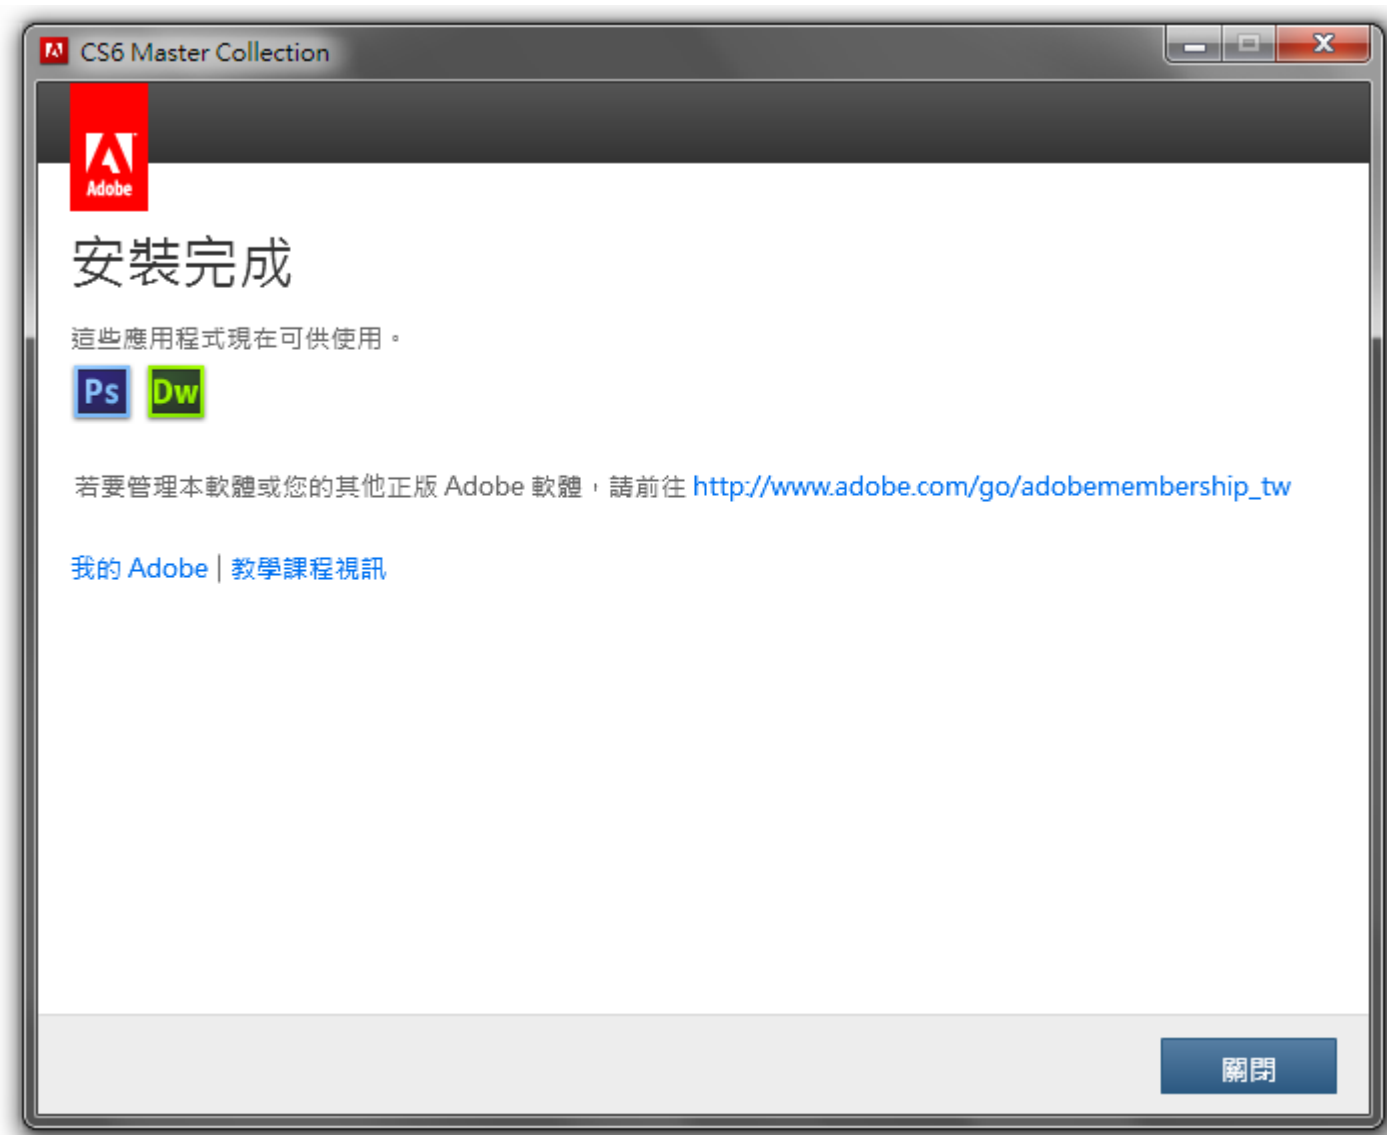 CS6 Master Collection
Adobe
安裝完成
這些應用程式現在可供使用。
Ps Dw
若要管理本軟體或您的其他正版 Adobe 軟體，請前往 http://www.adobe.com/go/adobemembership_tw
我的 Adobe | 教學課程視訊
關閉